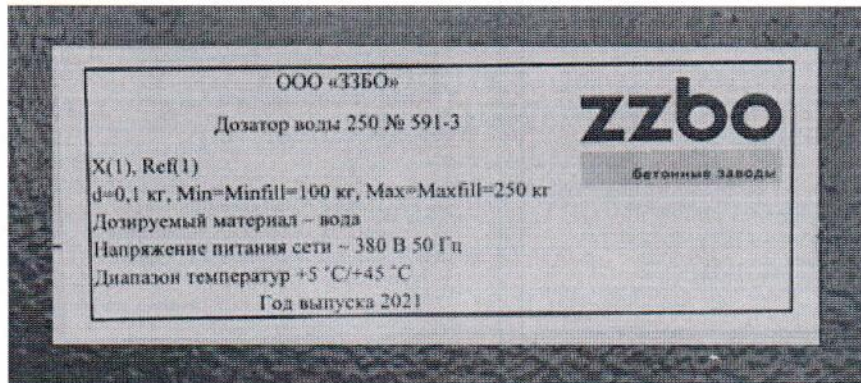 ООО «ЗЗБО»
Дозатор воды 250 № 591-3
zzbo
бетонные заводы
X(1), Ref(1)
d=0,1 кг, Min=Minfill=100 кг, Max=Maxfill=250 кг
Дозируемый материал – вода
Напряжение питания сети ~ 380 В 50 Гц
Диапазон температур +5 ˚С/+45 ˚С
Год выпуска 2021